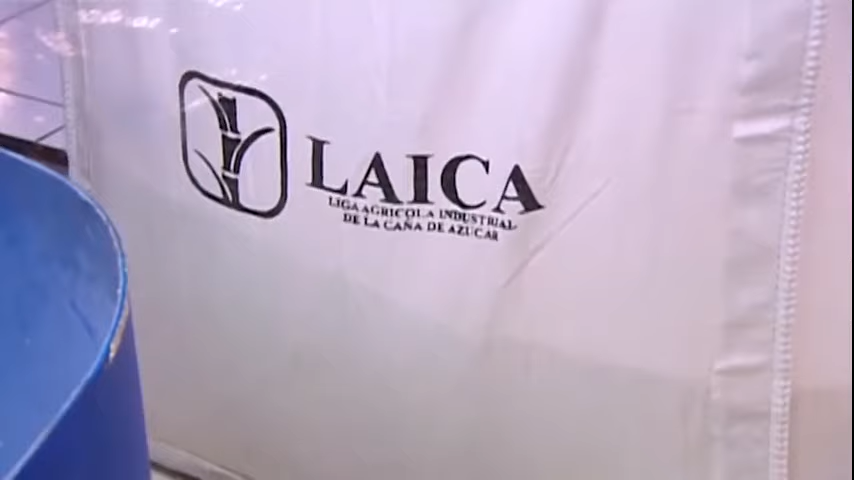 LAICA
LIGA AGRICOLA INDUSTRIAL
DE LA CAÑA DE AZUCAR